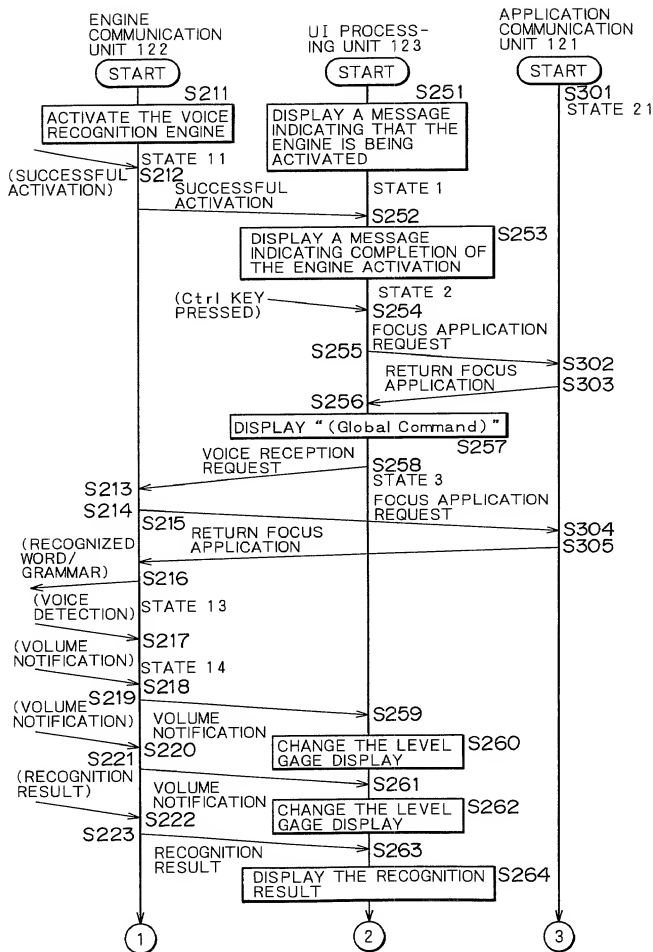 ENGINE
COMMUNICATION
UNIT 122
UI PROCESS-
ING UNIT 123
APPLICATION
COMMUNICATION
UNIT 121
START
START
START
S211
S251
S301
STATE 21
ACTIVATE THE VOICE
RECOGNITION ENGINE
DISPLAY A MESSAGE
INDICATING THAT THE
ENGINE IS BEING
ACTIVATED
STATE 11
S212
(SUCCESSFUL
ACTIVATION)
SUCCESSFUL
ACTIVATION
STATE 1
S252
S253
DISPLAY A MESSAGE
INDICATING COMPLETION OF
THE ENGINE ACTIVATION
STATE 2
(Ctrl KEY
PRESSED)
S254
FOCUS APPLICATION
REQUEST
S255
S302
RETURN FOCUS
APPLICATION
S303
S256
DISPLAY "(Global Command)"
S257
VOICE RECEPTION
REQUEST
S258
STATE 3
S213
S214
FOCUS APPLICATION
REQUEST
S215
S304
RETURN FOCUS
APPLICATION
S305
(RECOGNIZED
WORD/
GRAMMAR)
S216
(VOICE
DETECTION)
STATE 13
S217
(VOLUME
NOTIFICATION)
STATE 14
S218
S219
S259
(VOLUME
NOTIFICATION)
VOLUME
NOTIFICATION
S220
CHANGE THE LEVEL
GAGE DISPLAY
S260
S221
S261
(RECOGNITION
RESULT)
VOLUME
NOTIFICATION
S222
CHANGE THE LEVEL
GAGE DISPLAY
S262
S223
S263
RECOGNITION
RESULT
DISPLAY THE RECOGNITION
RESULT
S264
1
2
3